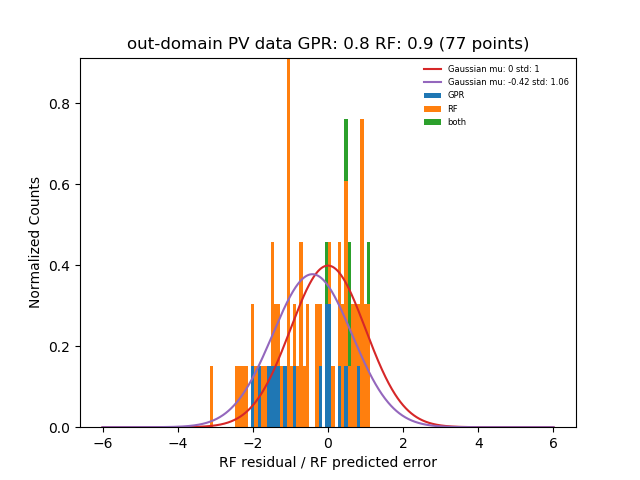 out-domain PV data GPR: 0.8 RF: 0.9 (77 points)
Gaussian mu: 0 std: 1
Gaussian mu: -0.42 std: 1.06
GPR
RF
both
Normalized Counts
0.8
0.6
0.4
0.2
0.0
−6 −4 −2 0 2 4 6
RF residual / RF predicted error